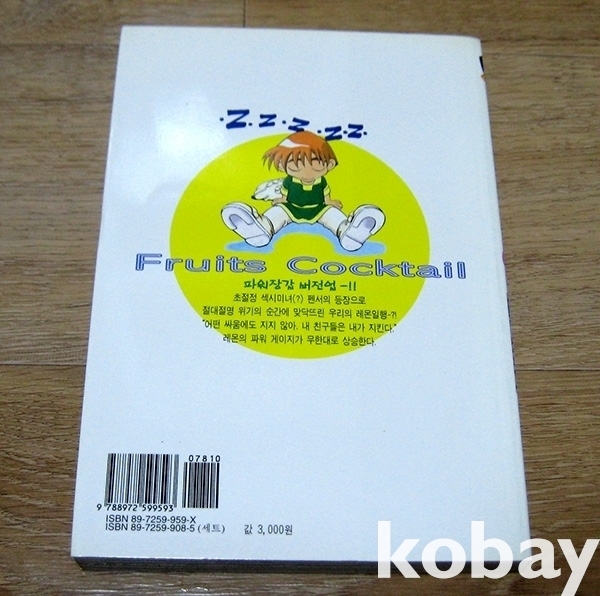 Z Z Z Z Z
Fruits Cocktail
파워장갑 버전업-!!
초절정 섹시미녀(?) 펜서의 등장으로
절대절명 위기의 순간에 맞닥뜨린 우리의 레몬일행-?!
"어떤 싸움에도 지지 않아. 내 친구들은 내가 지킨다."
레몬의 파워 게이지가 무한대로 상승한다.
07810
9 788972 599593
ISBN 89-7259-959-X
ISBN 89-7259-908-5 (세트) 값 3,000원
kobay